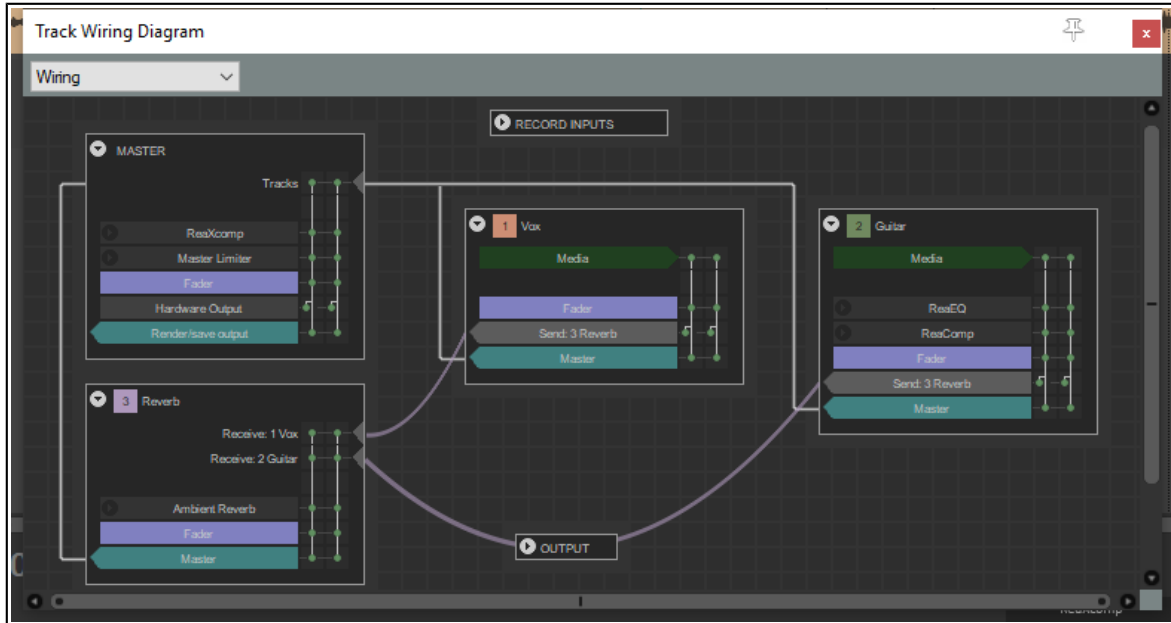 Track Wiring Diagram
x
Wiring
RECORD INPUTS
MASTER
Tracks
ReaXcomp
Master Limiter
Fader
Hardware Output
Render/save output
1 Vox
Media
Fader
Send: 3 Reverb
Master
2 Guitar
Media
ReaEQ
ReaComp
Fader
Send: 3 Reverb
Master
3 Reverb
Receive: 1 Vox
Receive: 2 Guitar
Ambient Reverb
Fader
Master
OUTPUT
ReaXcomp